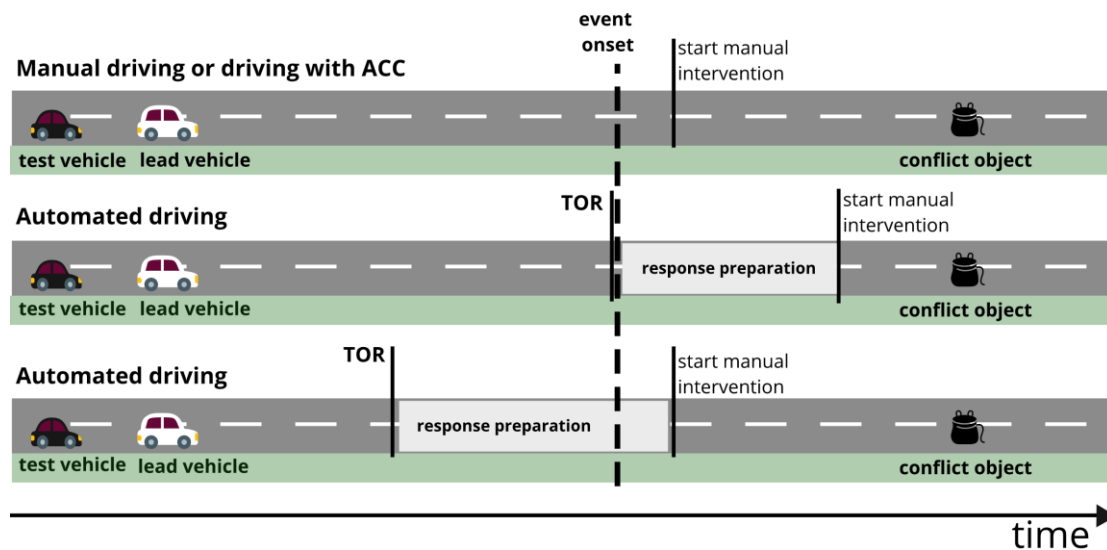 event
onset
start manual
intervention
Manual driving or driving with ACC
test vehicle
lead vehicle
conflict object
TOR
start manual
intervention
Automated driving
response preparation
test vehicle
lead vehicle
conflict object
TOR
start manual
intervention
Automated driving
response preparation
test vehicle
lead vehicle
conflict object
time